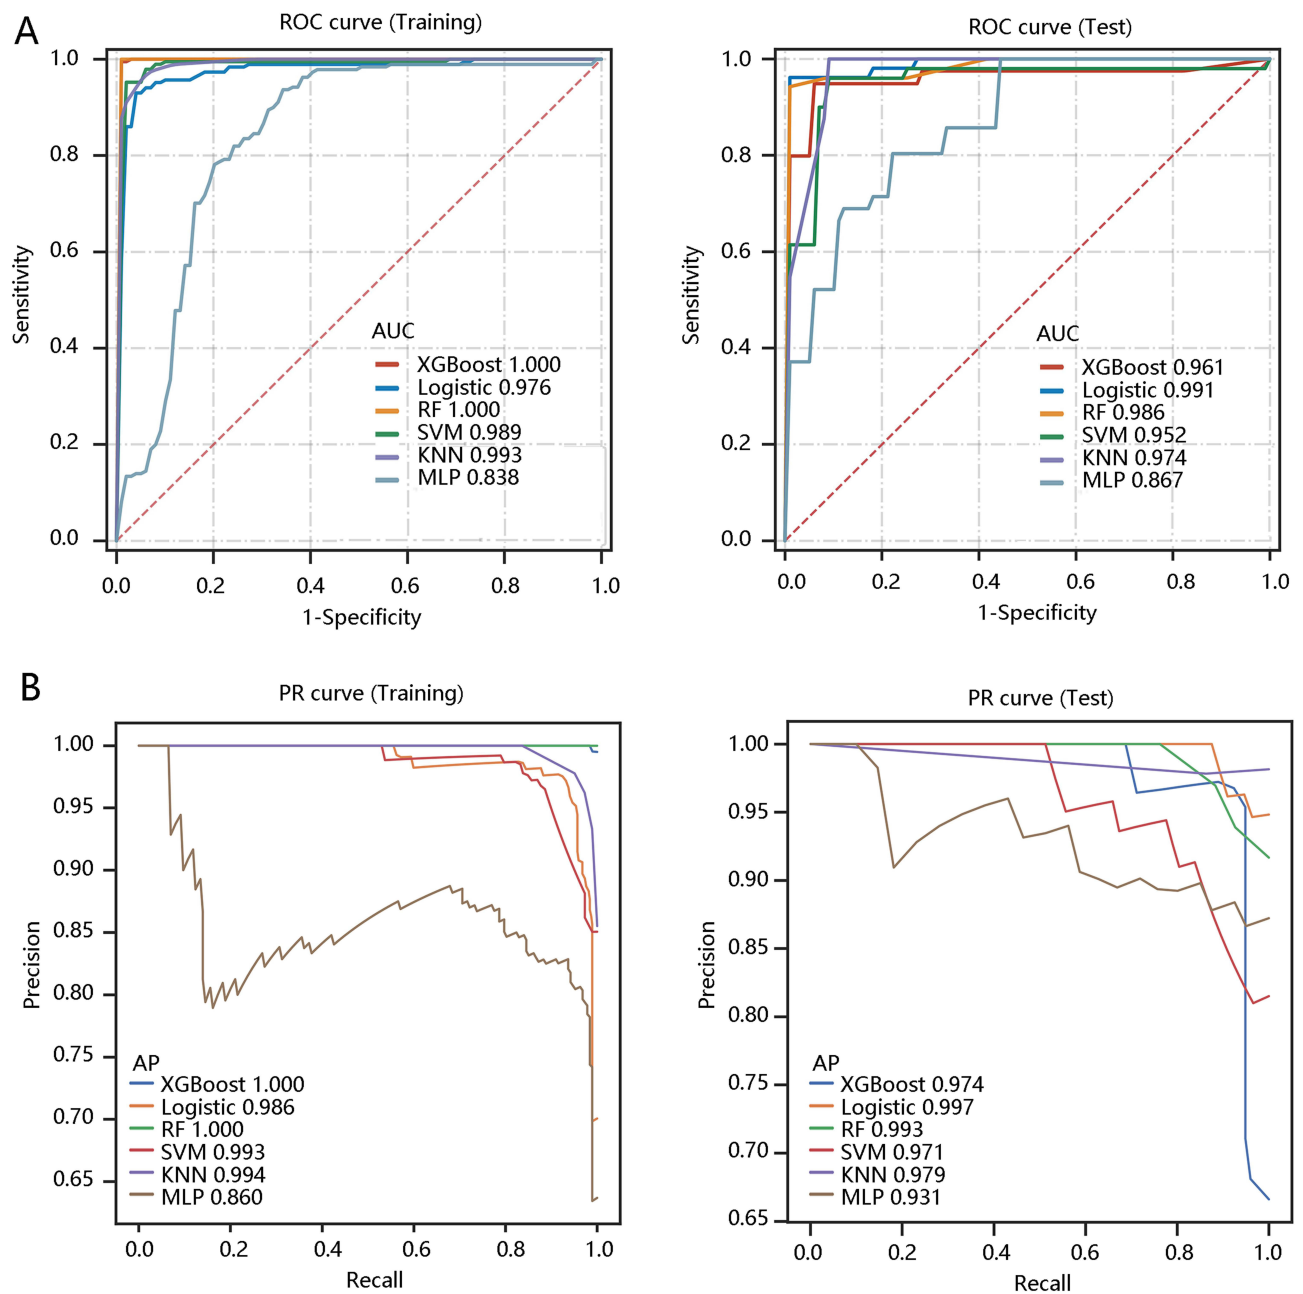 A
ROC curve (Training)
1.0
0.8
0.6
0.4
0.2
0.0
Sensitivity
AUC
XGBoost 1.000
Logistic 0.976
RF 1.000
SVM 0.989
KNN 0.993
MLP 0.838
0.0 0.2 0.4 0.6 0.8 1.0
1-Specificity
ROC curve (Test)
1.0
0.8
0.6
0.4
0.2
0.0
Sensitivity
AUC
XGBoost 0.961
Logistic 0.991
RF 0.986
SVM 0.952
KNN 0.974
MLP 0.867
0.0 0.2 0.4 0.6 0.8 1.0
1-Specificity
B
PR curve (Training)
1.00
0.95
0.90
0.85
0.80
0.75
0.70
0.65
Precision
AP
XGBoost 1.000
Logistic 0.986
RF 1.000
SVM 0.993
KNN 0.994
MLP 0.860
0.0 0.2 0.4 0.6 0.8 1.0
Recall
PR curve (Test)
1.00
0.95
0.90
0.85
0.80
0.75
0.70
0.65
Precision
AP
XGBoost 0.974
Logistic 0.997
RF 0.993
SVM 0.971
KNN 0.979
MLP 0.931
0.0 0.2 0.4 0.6 0.8 1.0
Recall